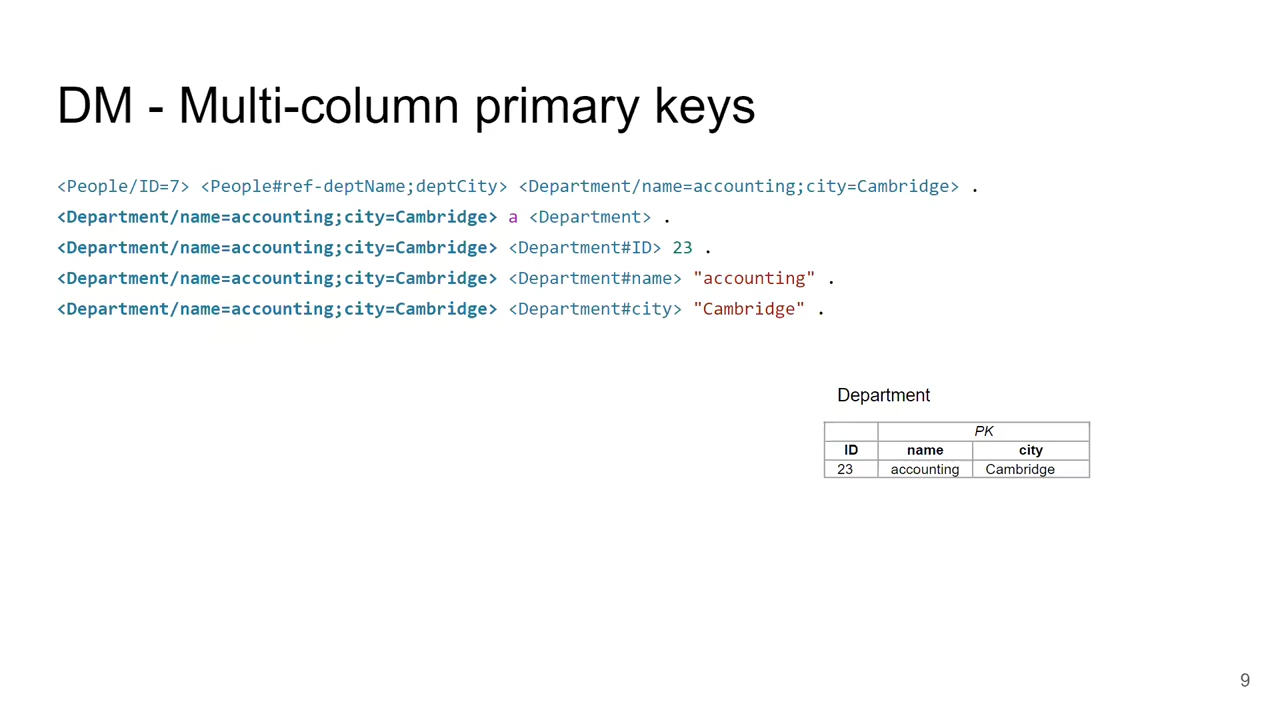 DM - Multi-column primary keys
<People/ID=7> <People#ref-deptName;deptCity> <Department/name=accounting;city=Cambridge> .
<Department/name=accounting;city=Cambridge> a <Department> .
<Department/name=accounting;city=Cambridge> <Department#ID> 23 .
<Department/name=accounting;city=Cambridge> <Department#name> "accounting" .
<Department/name=accounting;city=Cambridge> <Department#city> "Cambridge" .
Department
PK
ID name city
23 accounting Cambridge
9